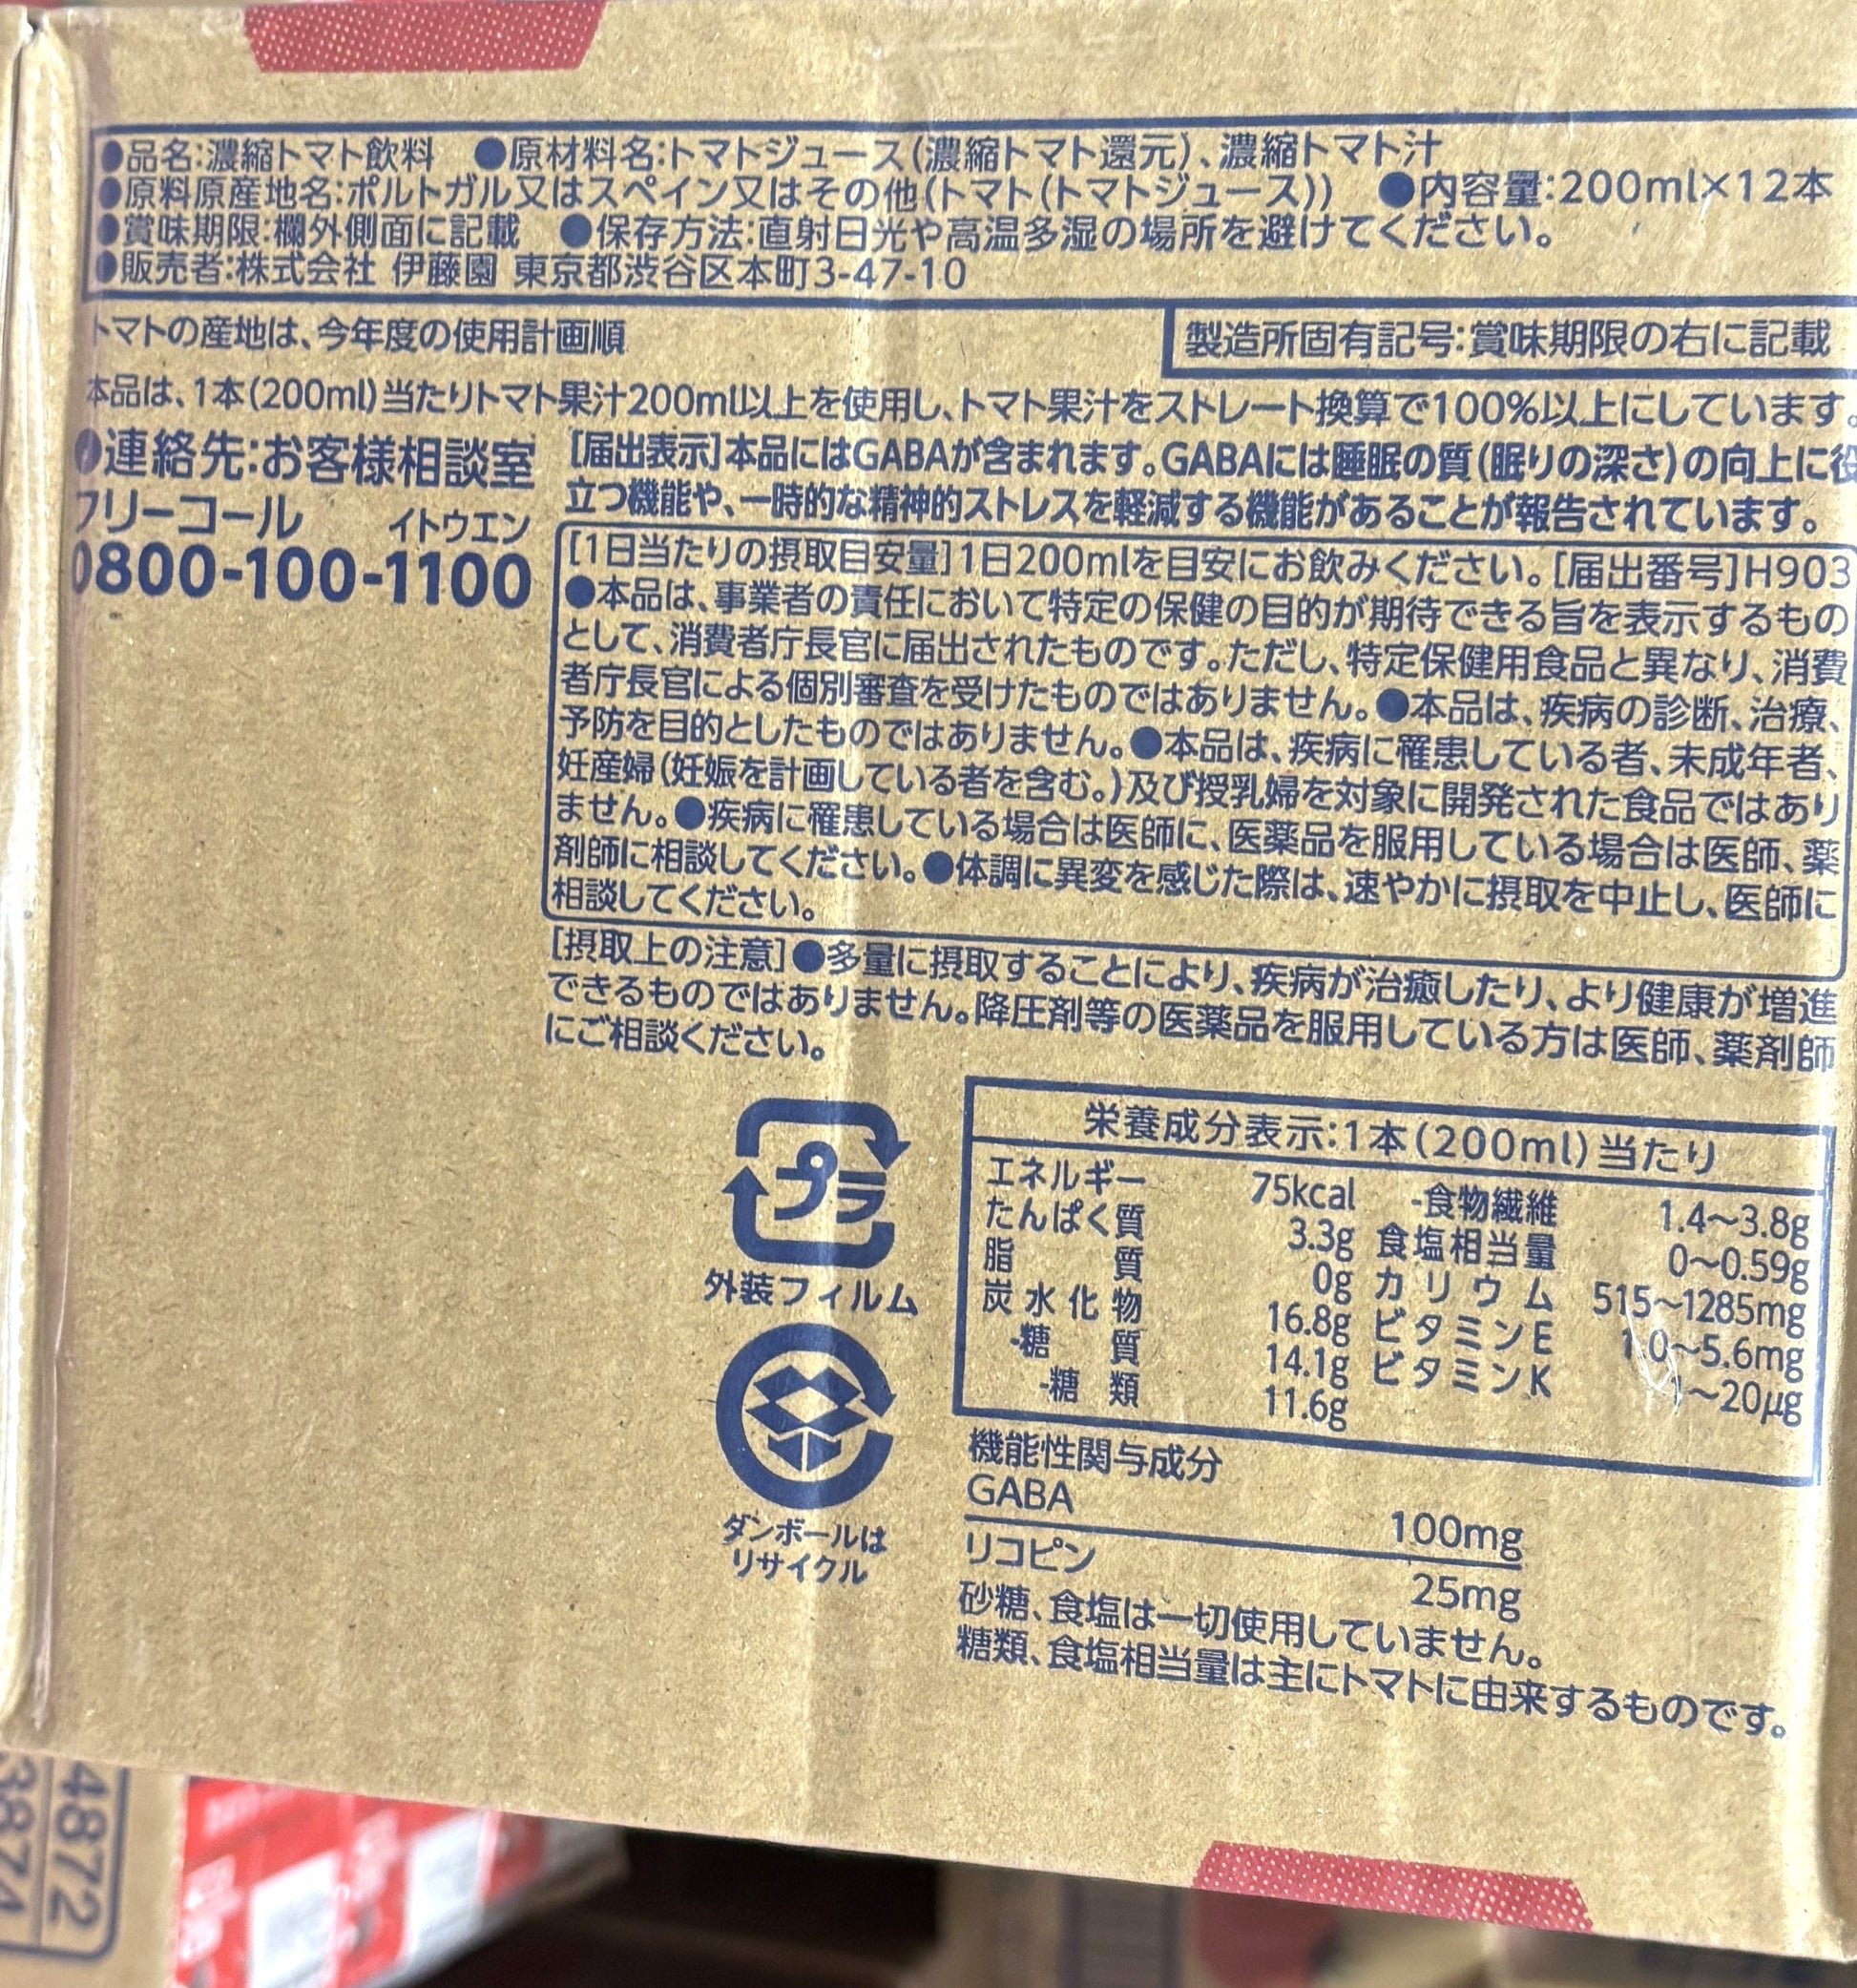 ●品名:濃縮トマト飲料 ●原材料名:トマトジュース(濃縮トマト還元)、濃縮トマト汁
●原料原産地名:ポルトガル又はスペイン又はその他(トマト(トマトジュース)) ●内容量:200ml×12本
●賞味期限:欄外側面に記載 ●保存方法:直射日光や高温多湿の場所を避けてください。
●販売者:株式会社 伊藤園 東京都渋谷区本町3-47-10
トマトの産地は、今年度の使用計画順
製造所固有記号:賞味期限の右に記載
本品は、1本(200ml)当たりトマト果汁200ml以上を使用し、トマト果汁をストレート換算で100%以上にしています。
●連絡先:お客様相談室
フリーコール イトウエン
0800-100-1100
[届出表示]本品にはGABAが含まれます。GABAには睡眠の質(眠りの深さ)の向上に役
立つ機能や、一時的な精神的ストレスを軽減する機能があることが報告されています。
[1日当たりの摂取目安量]1日200mlを目安にお飲みください。[届出番号]H903
●本品は、事業者の責任において特定の保健の目的が期待できる旨を表示するもの
として、消費者庁長官に届出されたものです。ただし、特定保健用食品と異なり、消費
者庁長官による個別審査を受けたものではありません。●本品は、疾病の診断、治療、
予防を目的としたものではありません。●本品は、疾病に罹患している者、未成年者、
妊産婦(妊娠を計画している者を含む。)及び授乳婦を対象に開発された食品ではあり
ません。●疾病に罹患している場合は医師に、医薬品を服用している場合は医師、薬
剤師に相談してください。●体調に異変を感じた際は、速やかに摂取を中止し、医師に
相談してください。
[摂取上の注意]●多量に摂取することにより、疾病が治癒したり、より健康が増進
できるものではありません。降圧剤等の医薬品を服用している方は医師、薬剤師
にご相談ください。
プラ
外装フィルム
ダンボールは
リサイクル
栄養成分表示:1本(200ml)当たり
エネルギー 75kcal -食物繊維 1.4~3.8g
たんぱく質 3.3g 食塩相当量 0~0.59g
脂質 0g カリウム 515~1285mg
炭水化物 16.8g ビタミンE 1.0~5.6mg
-糖質 14.1g ビタミンK 1~20μg
-糖類 11.6g
機能性関与成分
GABA 100mg
リコピン 25mg
砂糖、食塩は一切使用していません。
糖類、食塩相当量は主にトマトに由来するものです。
4872
3874